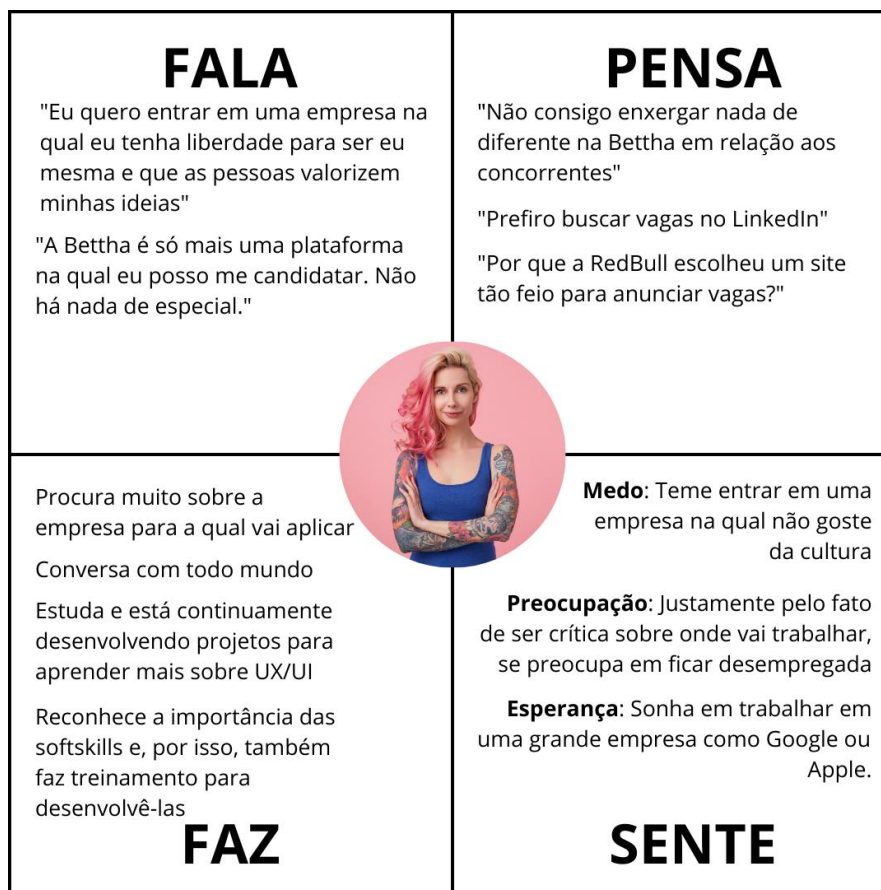 FALA
"Eu quero entrar em uma empresa na
qual eu tenha liberdade para ser eu
mesma e que as pessoas valorizem
minhas ideias"
"A Bettha é só mais uma plataforma
na qual eu posso me candidatar. Não
há nada de especial."
PENSA
"Não consigo enxergar nada de
diferente na Bettha em relação aos
concorrentes"
"Prefiro buscar vagas no LinkedIn"
"Por que a RedBull escolheu um site
tão feio para anunciar vagas?"
Procura muito sobre a
empresa para a qual vai aplicar
Conversa com todo mundo
Estuda e está continuamente
desenvolvendo projetos para
aprender mais sobre UX/UI
Reconhece a importância das
softskills e, por isso, também
faz treinamento para
desenvolvê-las
FAZ
Medo: Teme entrar em uma
empresa na qual não goste
da cultura
Preocupação: Justamente pelo fato
de ser crítica sobre onde vai trabalhar,
se preocupa em ficar desempregada
Esperança: Sonha em trabalhar em
uma grande empresa como Google ou
Apple.
SENTE